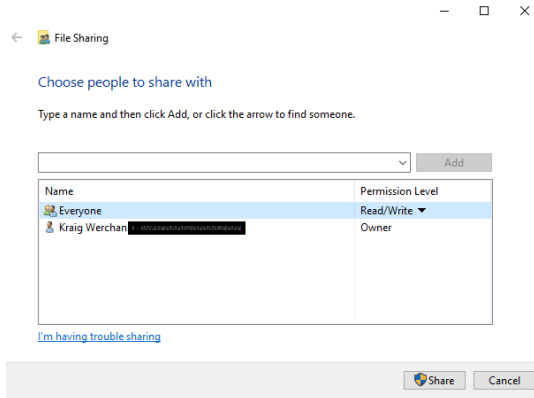 File Sharing
Choose people to share with
Type a name and then click Add, or click the arrow to find someone.
Add
Name Permission Level
Everyone Read/Write
Kraig Werchan Owner
I'm having trouble sharing
Share Cancel